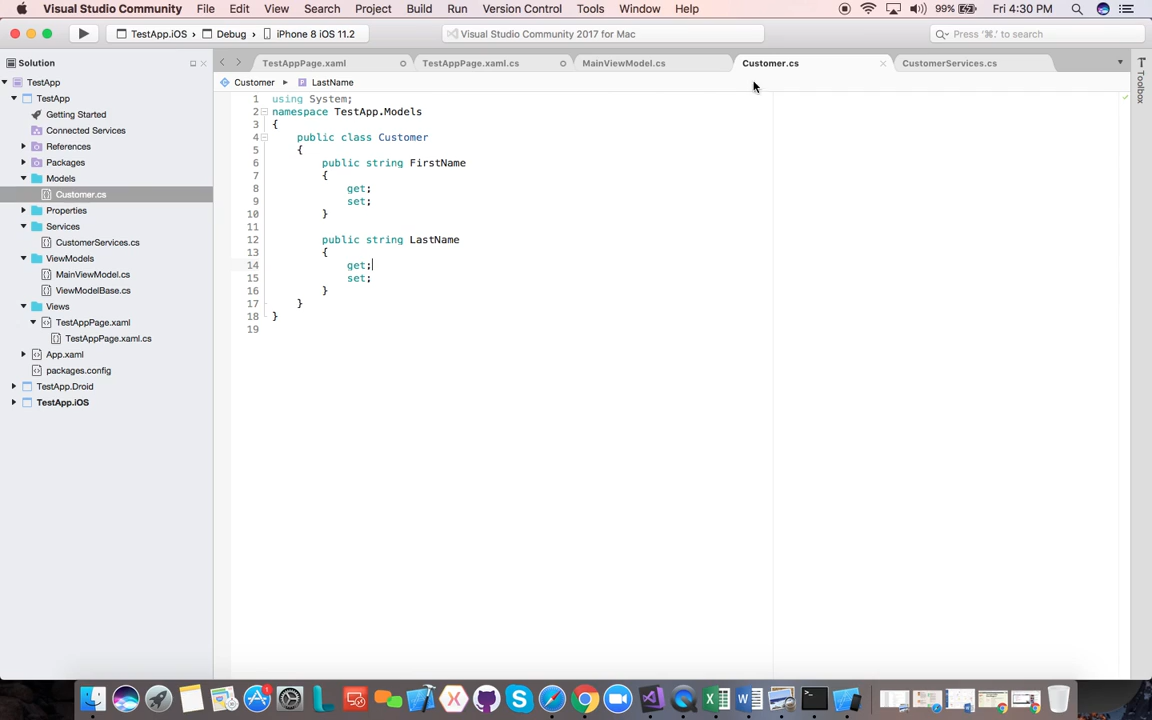 Visual Studio Community File Edit View Search Project Build Run Version Control Tools Window Help 99% Fri 4:30 PM
TestApp.iOS › Debug › iPhone 8 iOS 11.2 Visual Studio Community 2017 for Mac Press '⌘.' to search
Solution
TestAppPage.xaml TestAppPage.xaml.cs MainViewModel.cs Customer.cs CustomerServices.cs
Customer ▸ LastName
Toolbox
TestApp
TestApp
Getting Started
Connected Services
References
Packages
Models
Customer.cs
Properties
Services
CustomerServices.cs
ViewModels
MainViewModel.cs
ViewModelBase.cs
Views
TestAppPage.xaml
TestAppPage.xaml.cs
App.xaml
packages.config
TestApp.Droid
TestApp.iOS
1 using System;
2 namespace TestApp.Models
3 {
4 public class Customer
5 {
6 public string FirstName
7 {
8 get;
9 set;
10 }
11
12 public string LastName
13 {
14 get;
15 set;
16 }
17 }
18 }
19